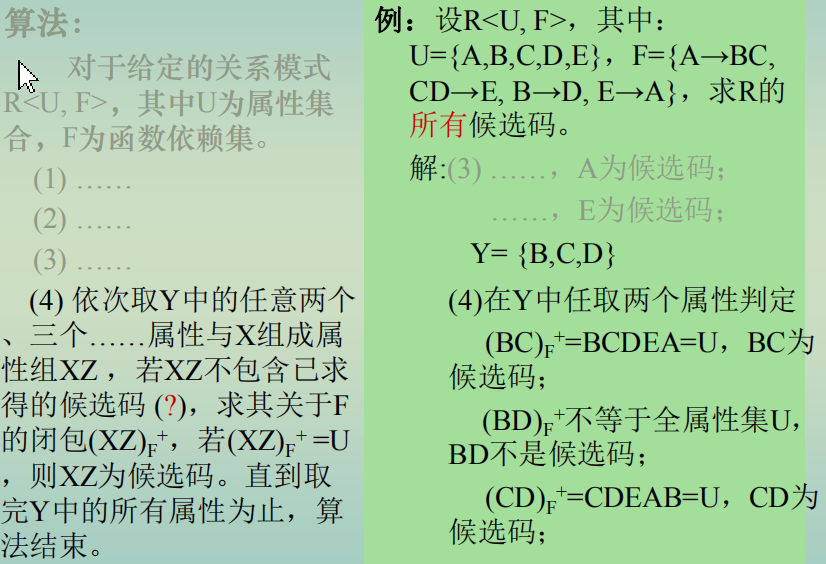 算法：
对于给定的关系模式
R<U, F>，其中U为属性集
合，F为函数依赖集。
(1) ……
(2) ……
(3) ……
(4) 依次取Y中的任意两个
、三个……属性与X组成属
性组XZ ，若XZ不包含已求
得的候选码 (?)，求其关于F
的闭包(XZ)F+，若(XZ)F+ =U
，则XZ为候选码。直到取
完Y中的所有属性为止，算
法结束。
例：设R<U, F>，其中：
U={A,B,C,D,E}，F={A→BC,
CD→E, B→D, E→A}，求R的
所有候选码。
解:(3) ……，A为候选码；
……，E为候选码；
Y= {B,C,D}
(4)在Y中任取两个属性判定
(BC)F+=BCDEA=U，BC为
候选码；
(BD)F+不等于全属性集U，
BD不是候选码；
(CD)F+=CDEAB=U，CD为
候选码；